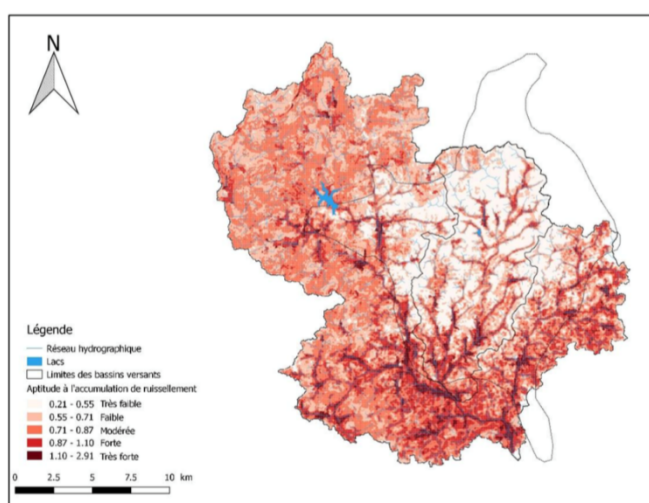 N
Légende
Réseau hydrographique
Lacs
Limites des bassins versants
Aptitude à l'accumulation de ruissellement
0.21 - 0.55 Très faible
0.55 - 0.71 Faible
0.71 - 0.87 Modérée
0.87 - 1.10 Forte
1.10 - 2.91 Très forte
0 2.5 5 7.5 10 km